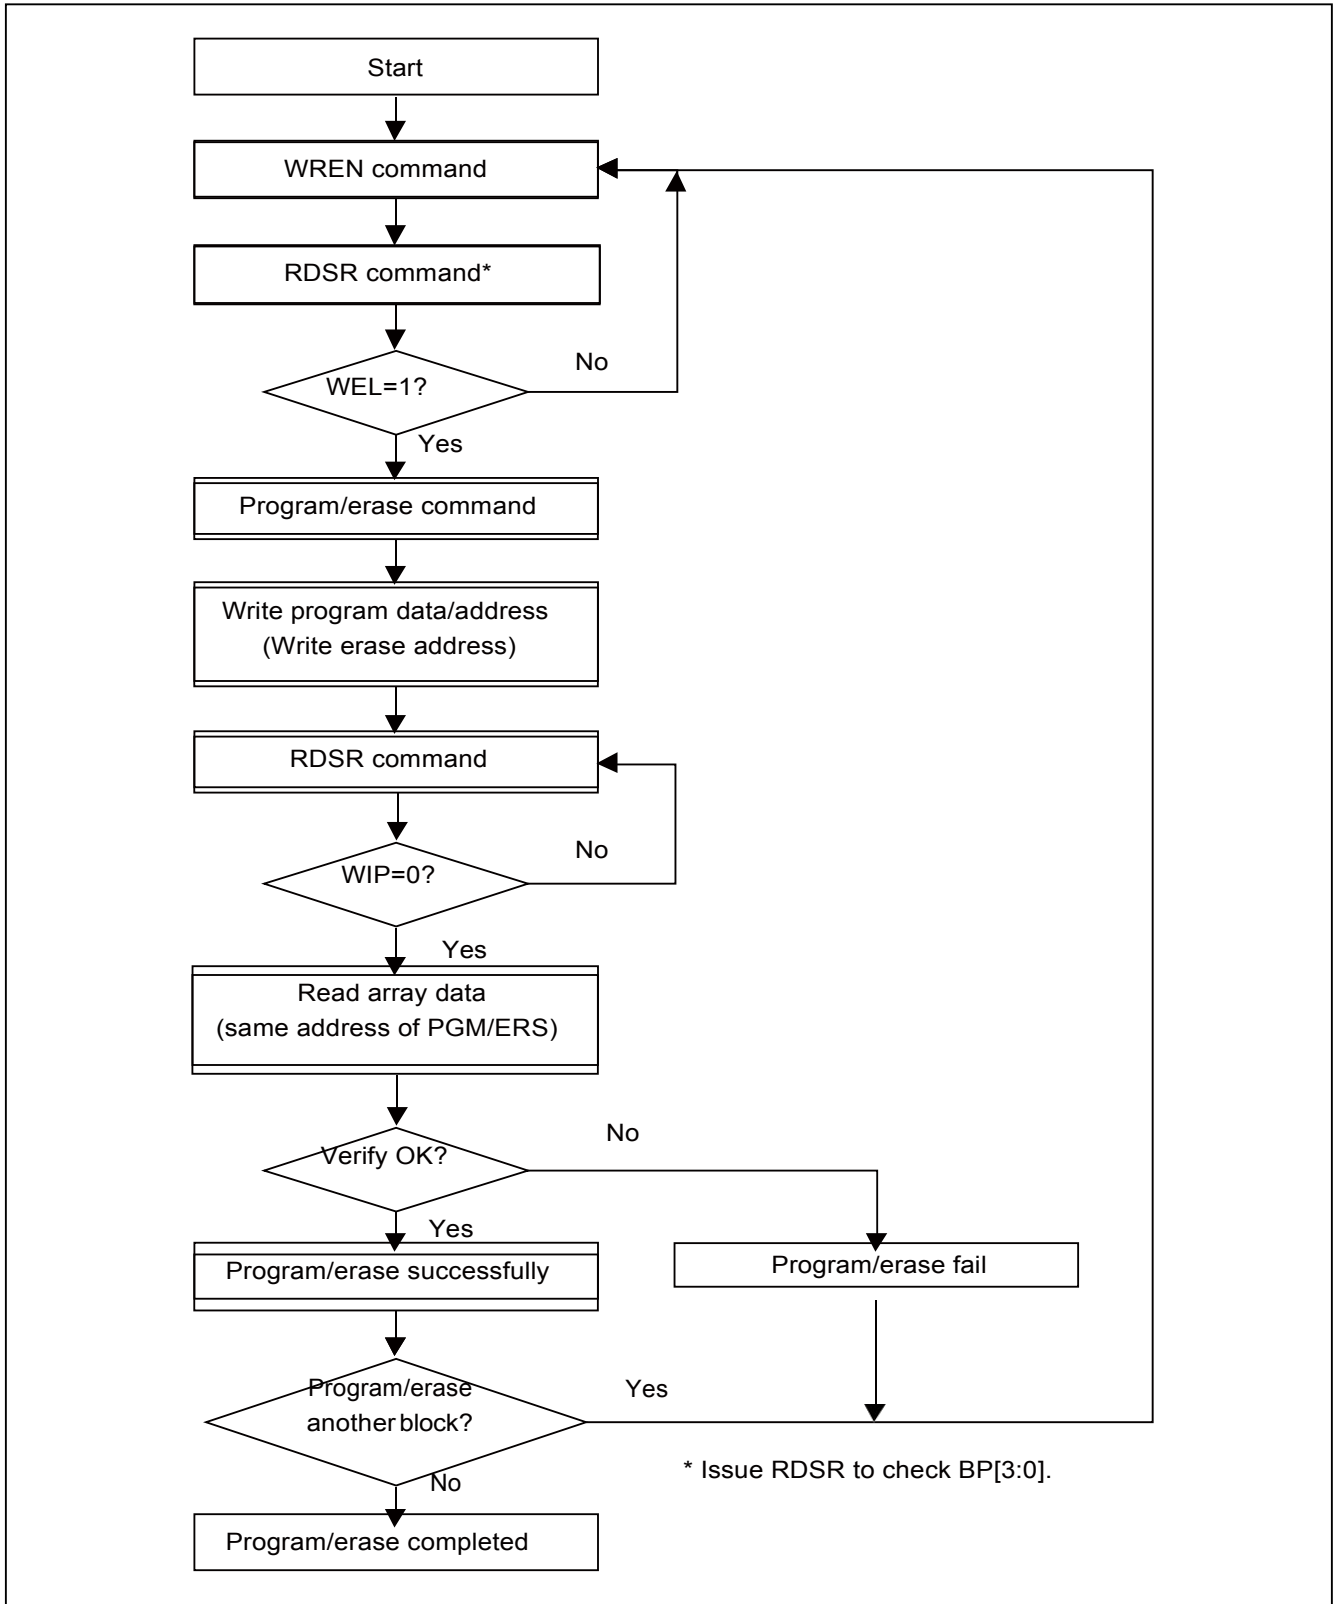 Start
WREN command
RDSR command*
WEL=1?
No
Yes
Program/erase command
Write program data/address
(Write erase address)
RDSR command
WIP=0?
No
Yes
Read array data
(same address of PGM/ERS)
Verify OK?
No
Yes
Program/erase successfully
Program/erase fail
Program/erase
another block?
Yes
* Issue RDSR to check BP[3:0].
No
Program/erase completed